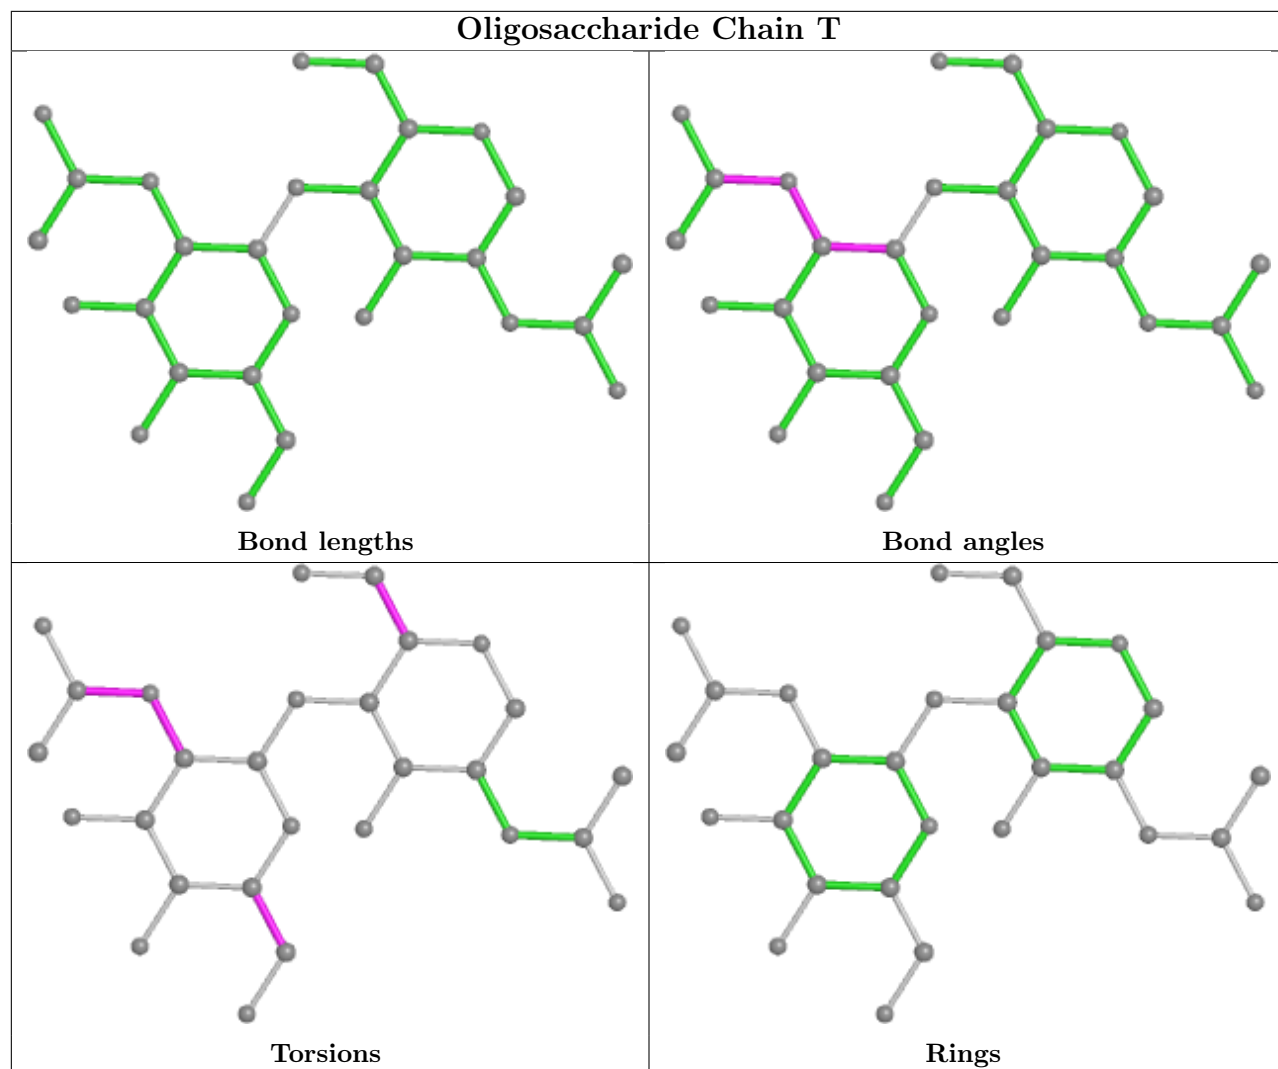 Oligosaccharide Chain T
Bond lengths
Bond angles
Torsions
Rings